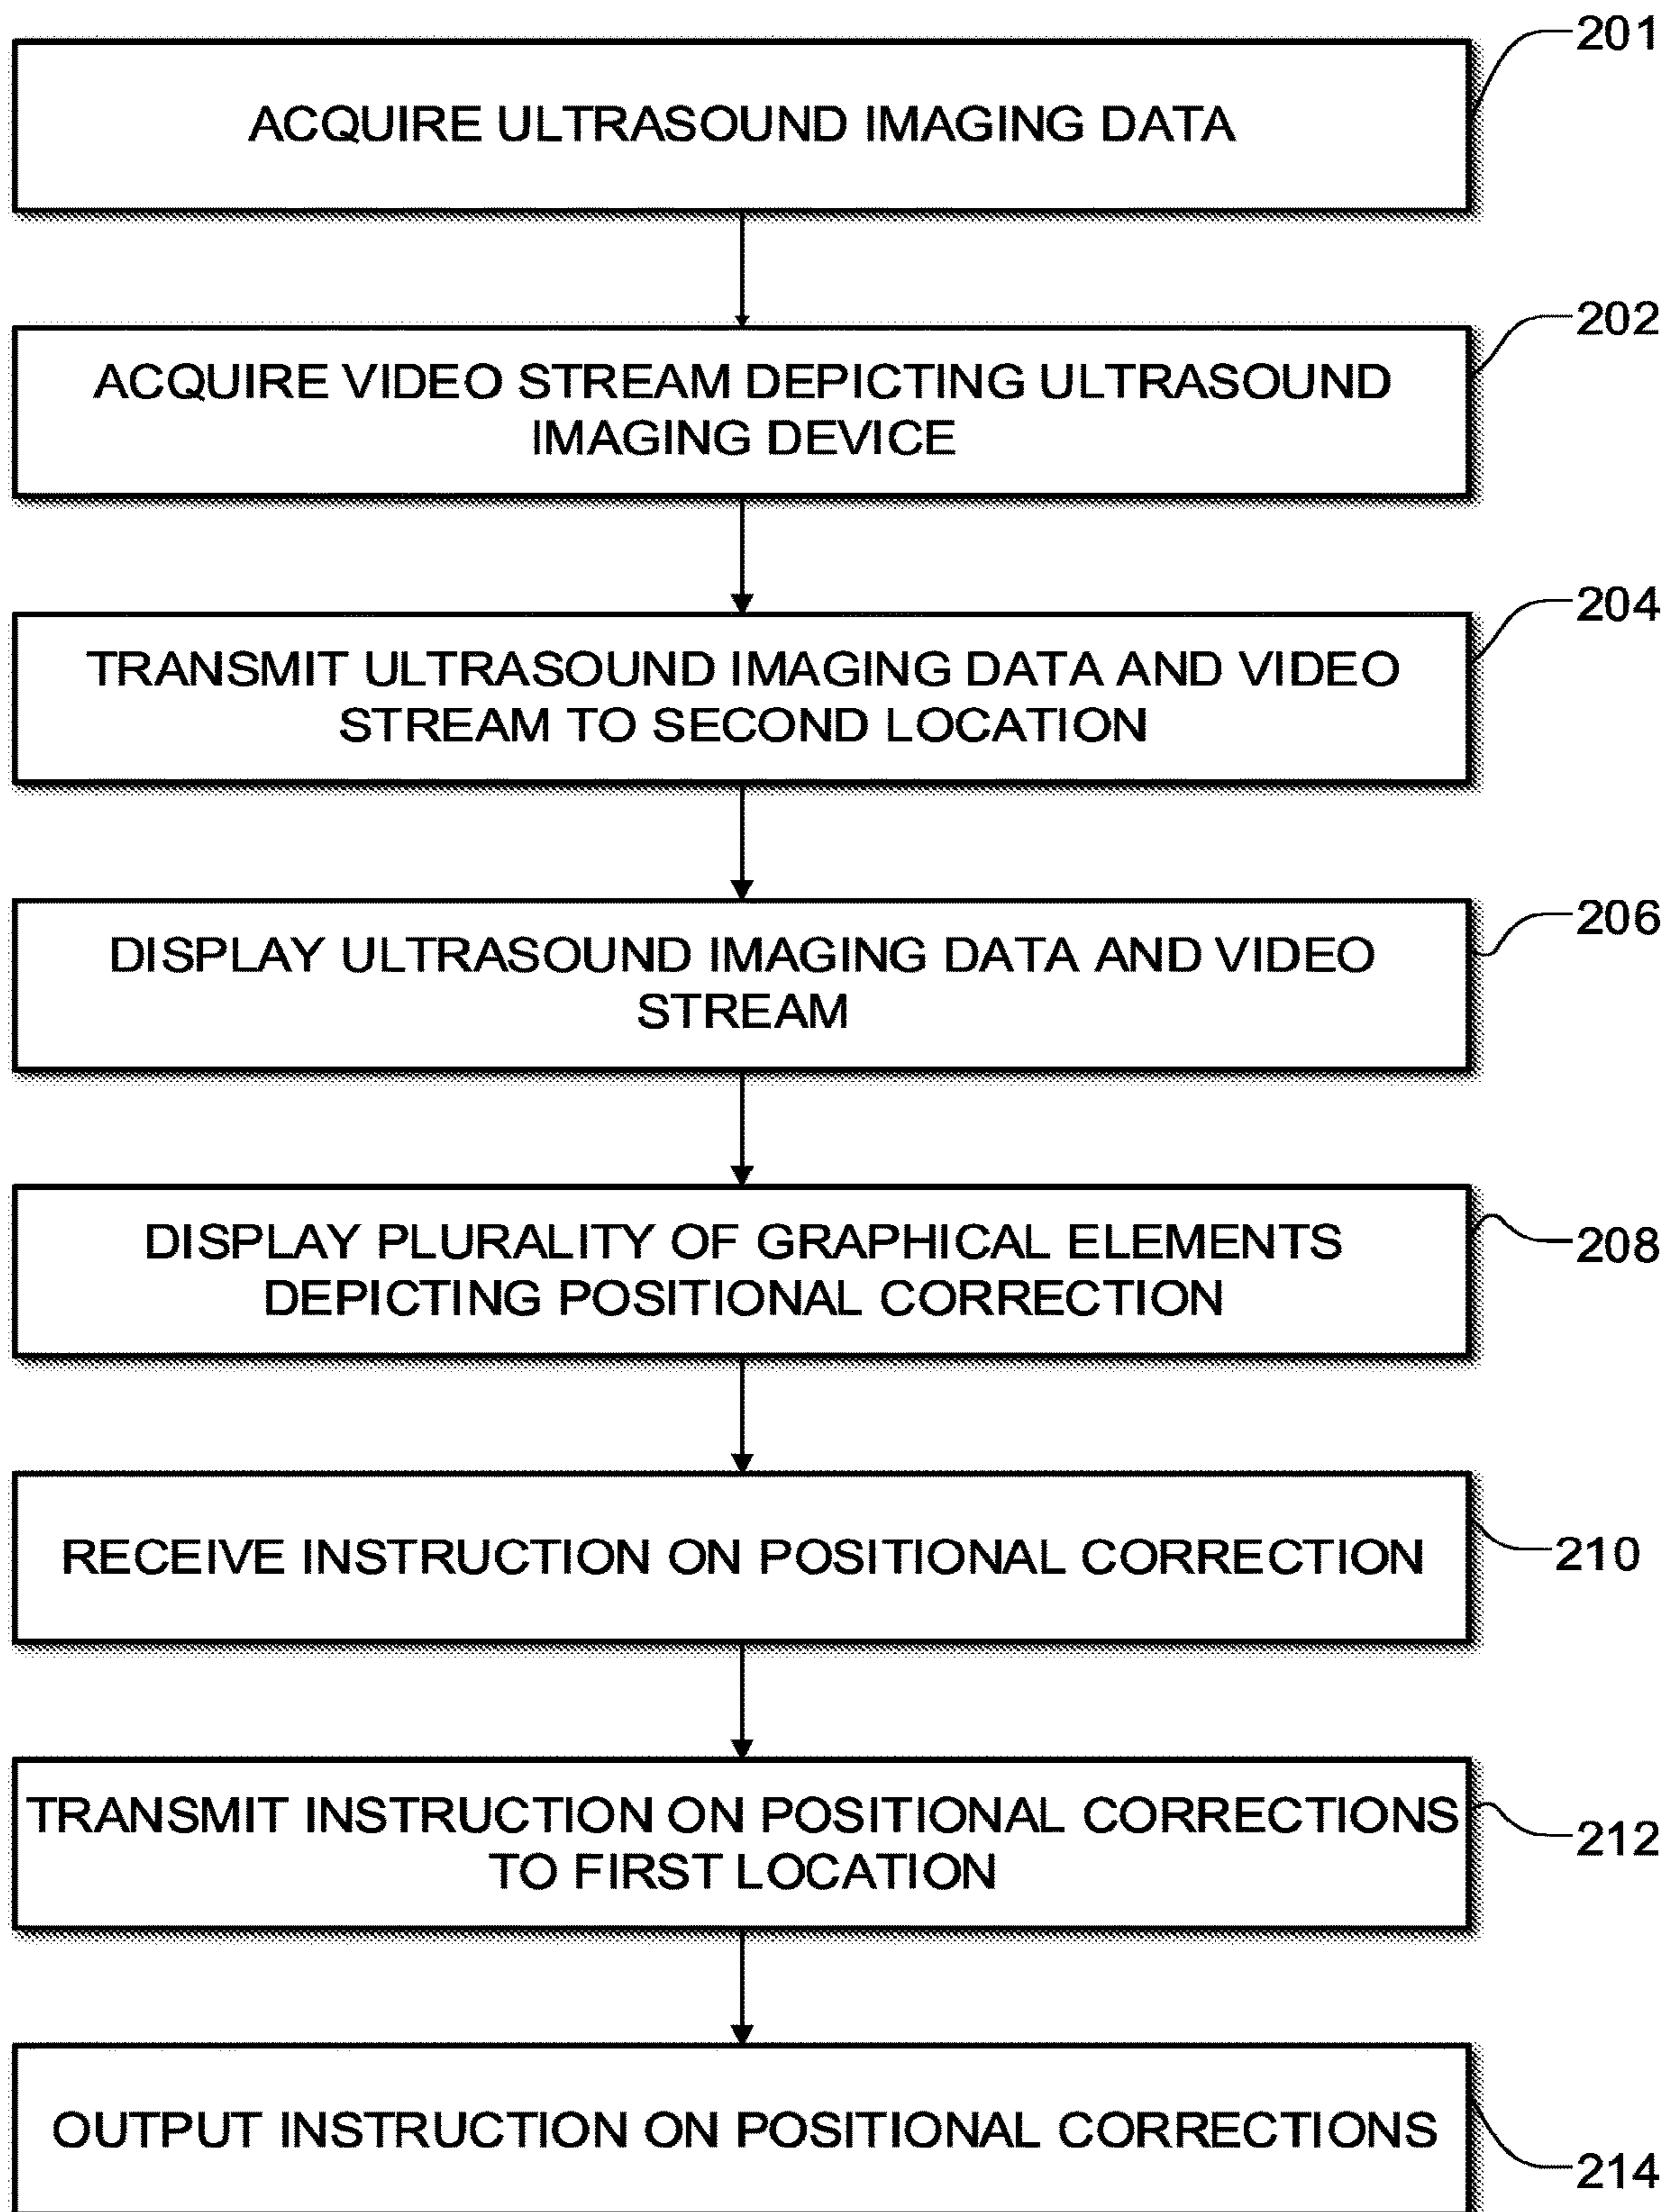 201
ACQUIRE ULTRASOUND IMAGING DATA
202
ACQUIRE VIDEO STREAM DEPICTING ULTRASOUND
IMAGING DEVICE
204
TRANSMIT ULTRASOUND IMAGING DATA AND VIDEO
STREAM TO SECOND LOCATION
206
DISPLAY ULTRASOUND IMAGING DATA AND VIDEO
STREAM
208
DISPLAY PLURALITY OF GRAPHICAL ELEMENTS
DEPICTING POSITIONAL CORRECTION
210
RECEIVE INSTRUCTION ON POSITIONAL CORRECTION
212
TRANSMIT INSTRUCTION ON POSITIONAL CORRECTIONS
TO FIRST LOCATION
OUTPUT INSTRUCTION ON POSITIONAL CORRECTIONS
214